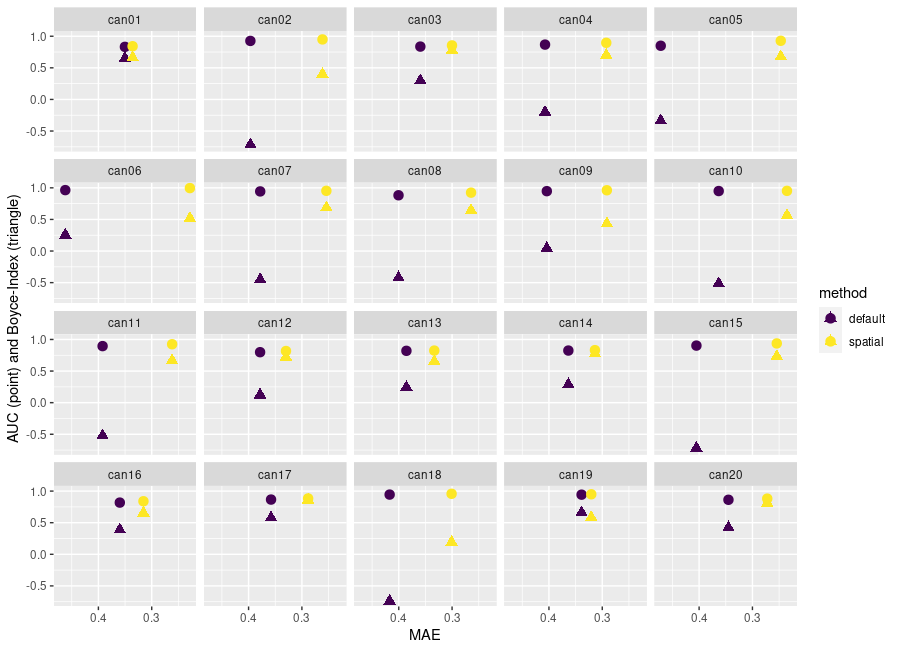 can01 can02 can03 can04 can05
1.0
0.5
0.0
-0.5
can06 can07 can08 can09 can10
1.0
0.5
0.0
-0.5
can11 can12 can13 can14 can15
1.0
0.5
0.0
-0.5
can16 can17 can18 can19 can20
1.0
0.5
0.0
-0.5
0.4 0.3 0.4 0.3 0.4 0.3 0.4 0.3 0.4 0.3
MAE
AUC (point) and Boyce-Index (triangle)
method
default
spatial